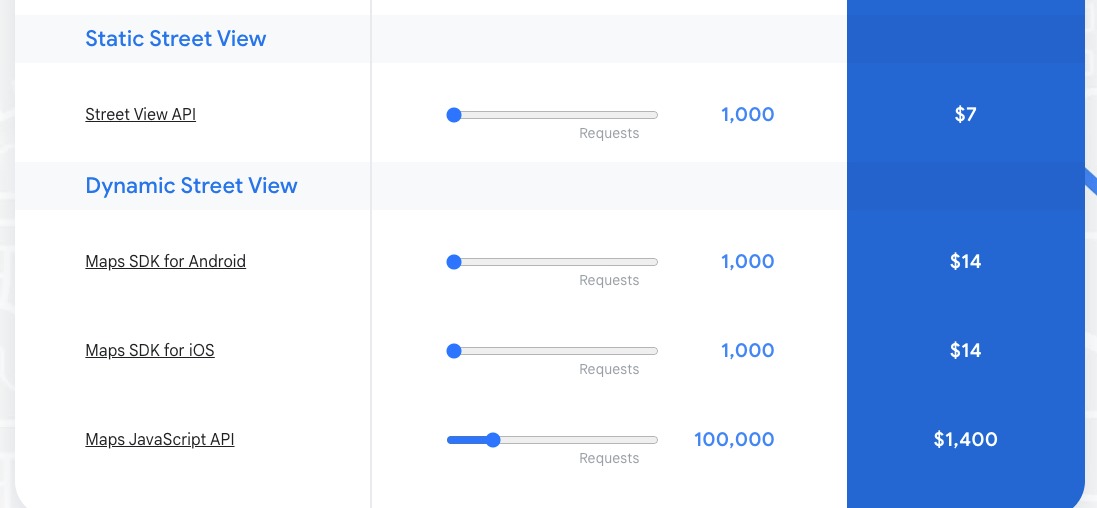 Static Street View
Street View API
1,000
$7
Requests
Dynamic Street View
Maps SDK for Android
1,000
$14
Requests
Maps SDK for iOS
1,000
$14
Requests
Maps JavaScript API
100,000
$1,400
Requests